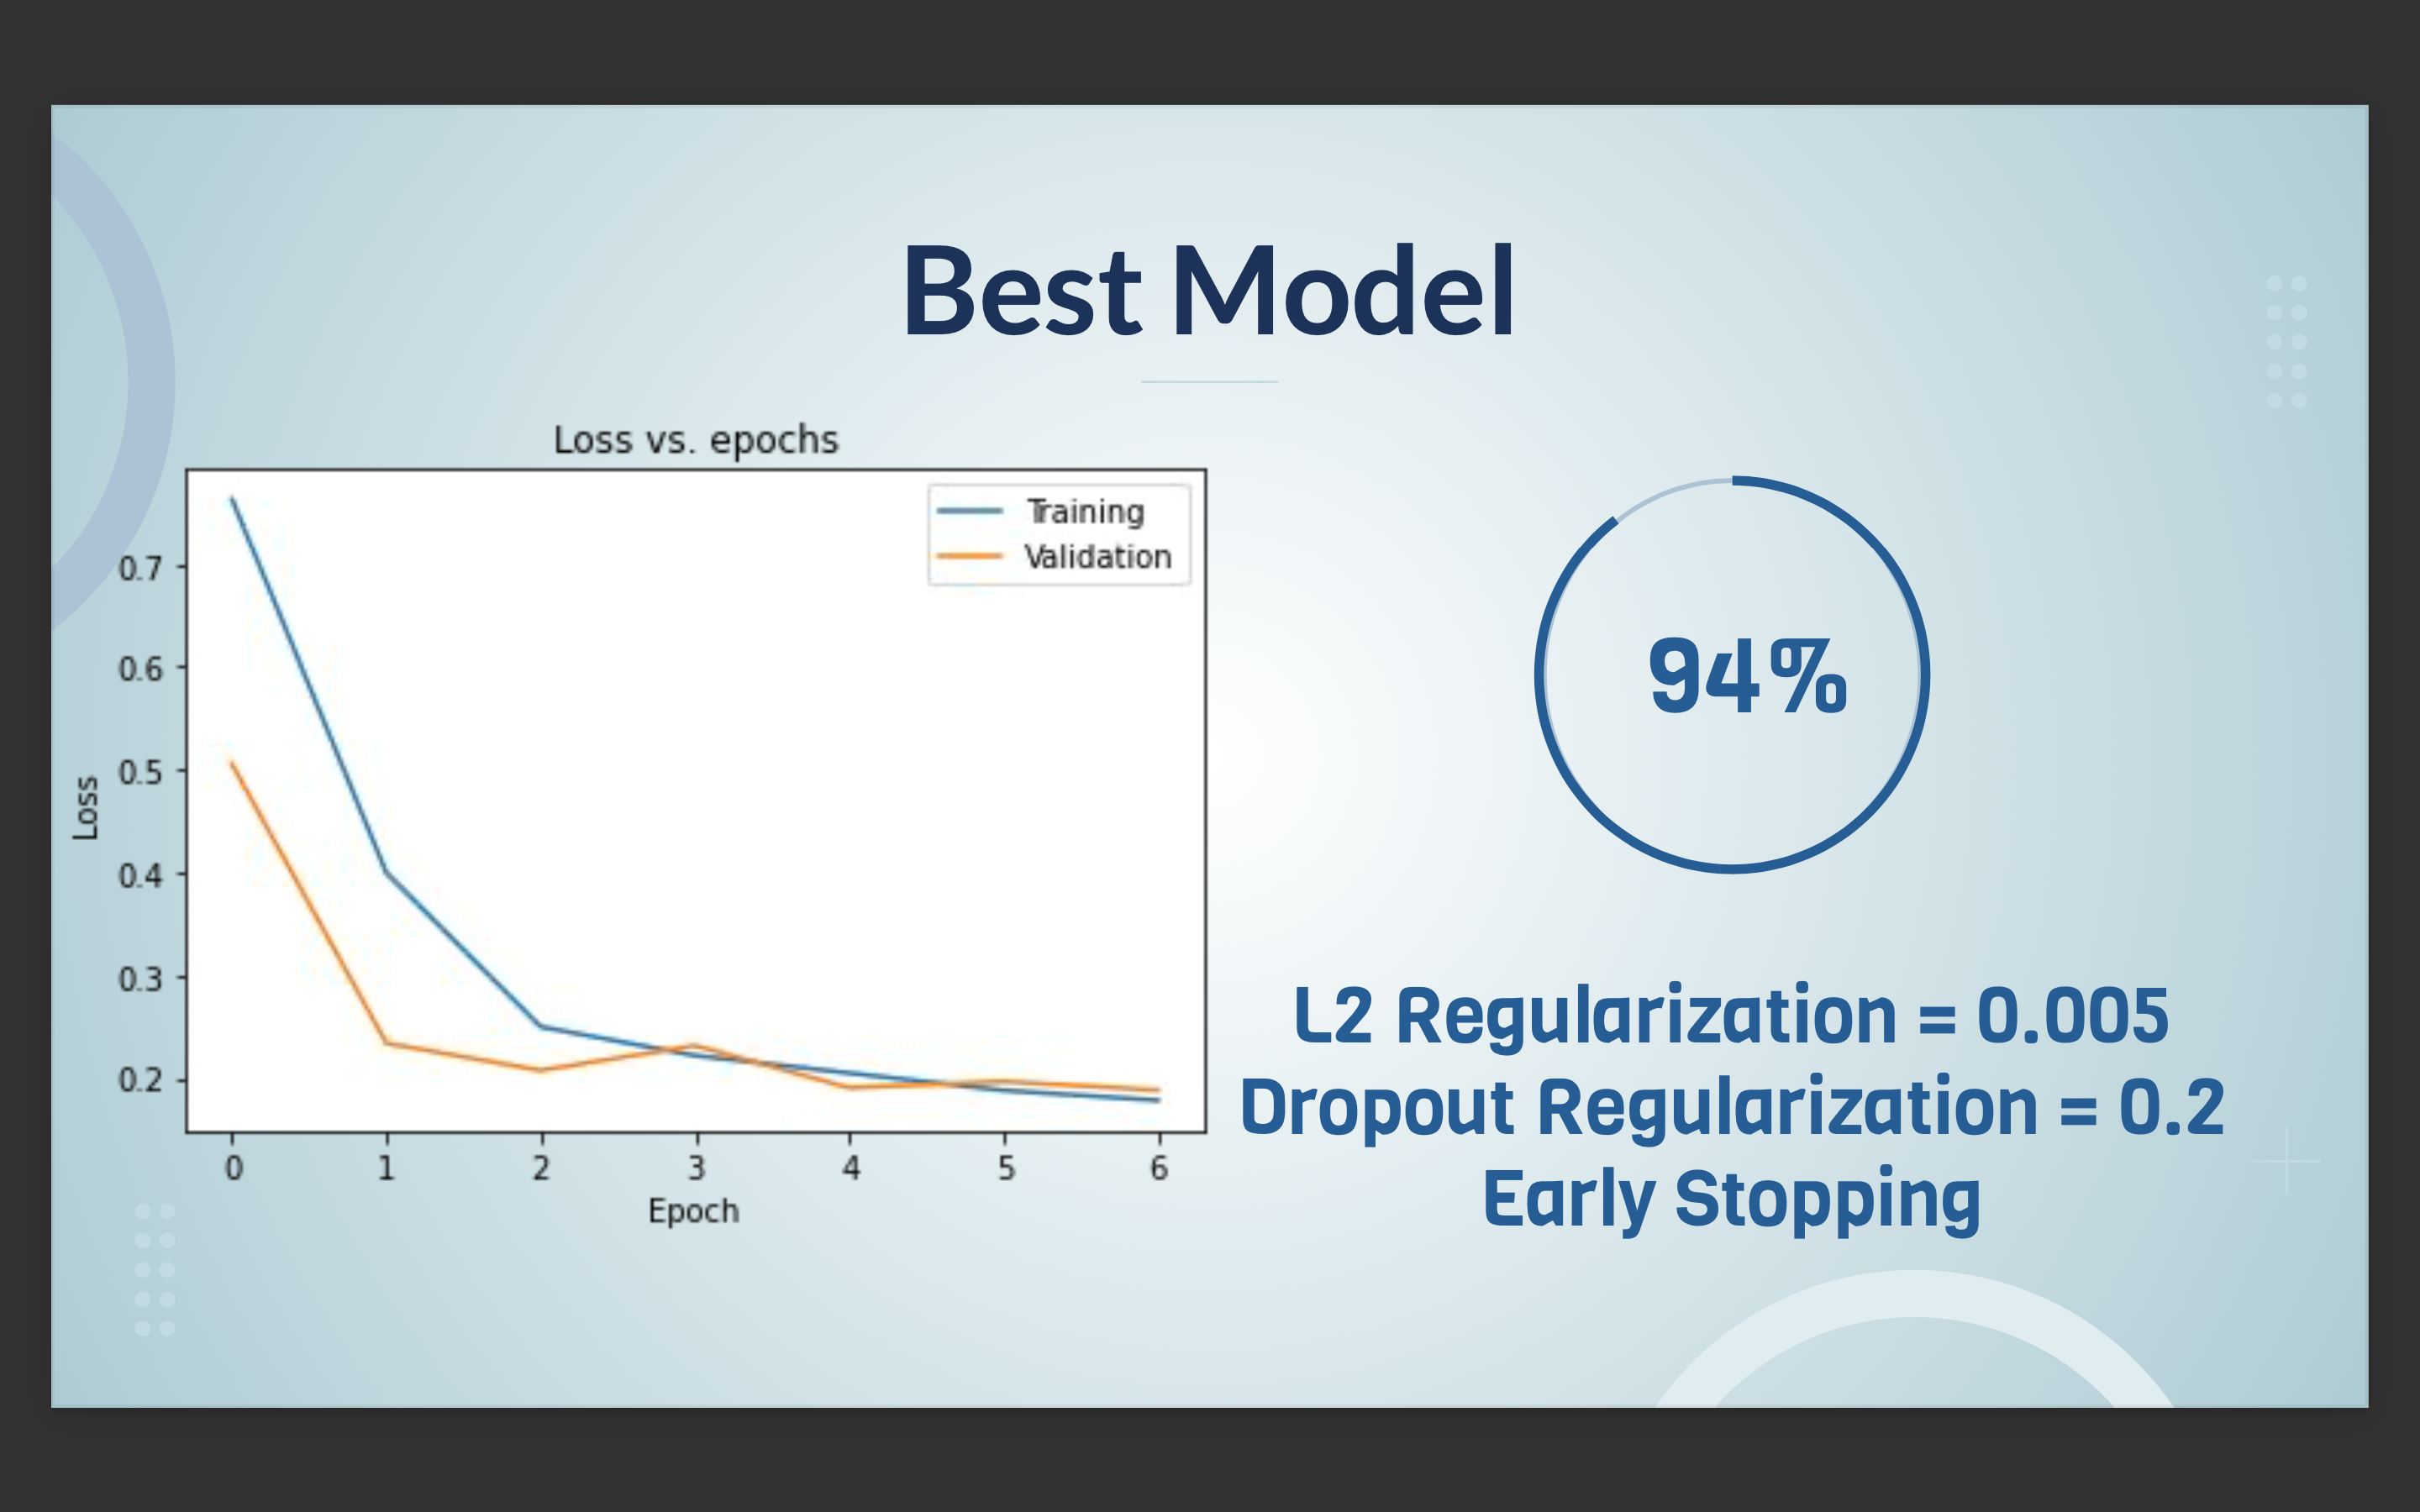 Best Model
Loss vs. epochs
Training
Validation
0.7
0.6
0.5
0.4
0.3
0.2
Loss
0 1 2 3 4 5 6
Epoch
94%
L2 Regularization = 0.005
Dropout Regularization = 0.2
Early Stopping